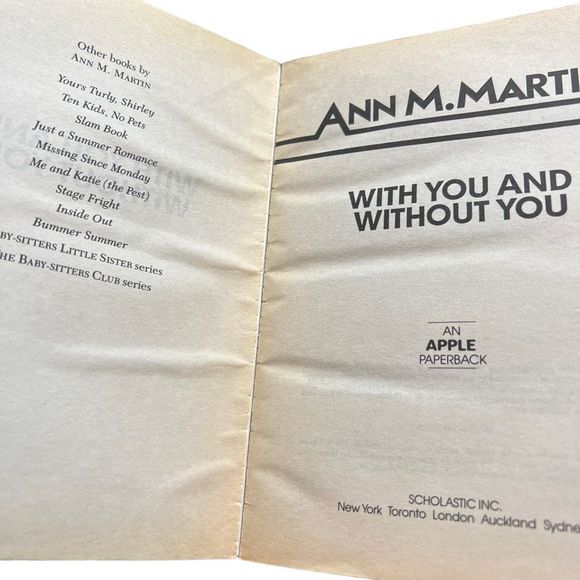 Other books by
ANN M. MARTIN
Yours Turly, Shirley
Ten Kids, No Pets
Slam Book
Just a Summer Romance
Missing Since Monday
Me and Katie (the Pest)
Stage Fright
Inside Out
Bummer Summer
BY-SITTERS LITTLE SISTER series
HE BABY-SITTERS CLUB series
ANN M. MARTI
WITH YOU AND
WITHOUT YOU
AN
APPLE
PAPERBACK
SCHOLASTIC INC.
New York Toronto London Auckland Sydne